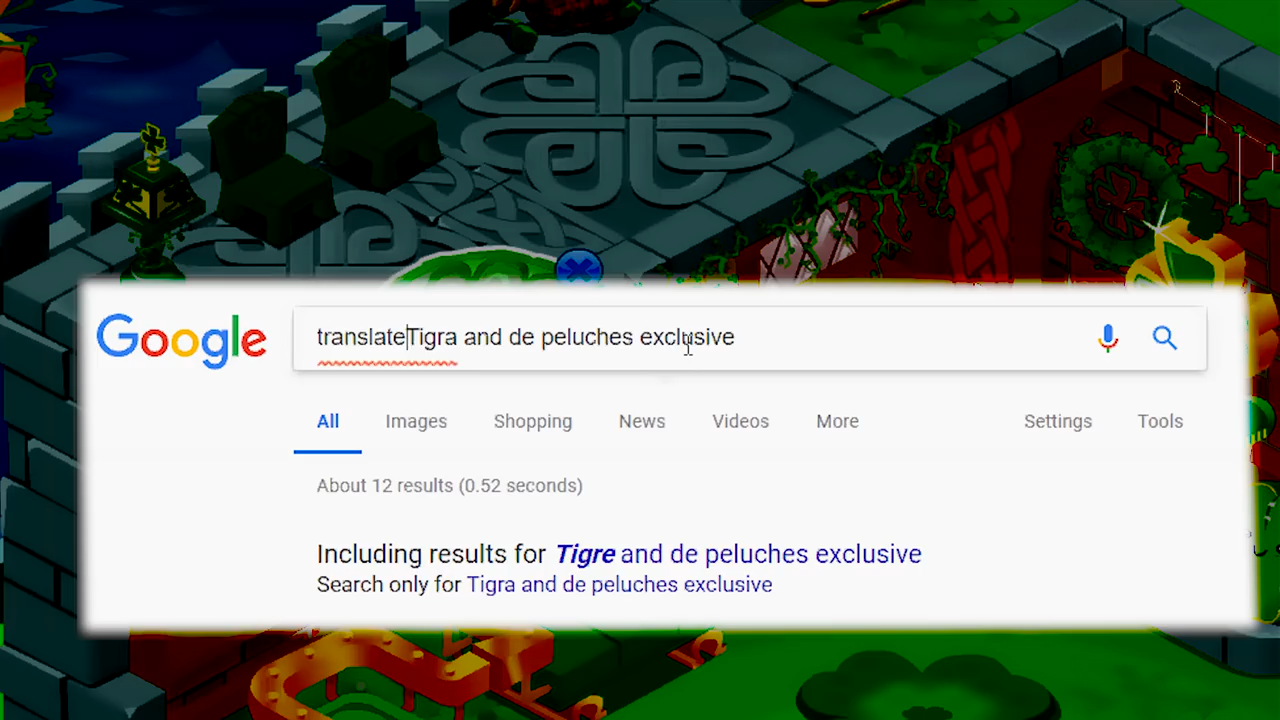 Google
translateTigra and de peluches exclusive
All Images Shopping News Videos More Settings Tools
About 12 results (0.52 seconds)
Including results for Tigre and de peluches exclusive
Search only for Tigra and de peluches exclusive